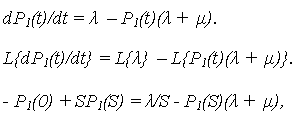 dP₁(t)/dt = λ – P₁(t)(λ + μ).
L{dP₁(t)/dt} = L{λ} – L{P₁(t)(λ + μ)}.
- P₁(0) + SP₁(S) = λ/S - P₁(S)(λ + μ),